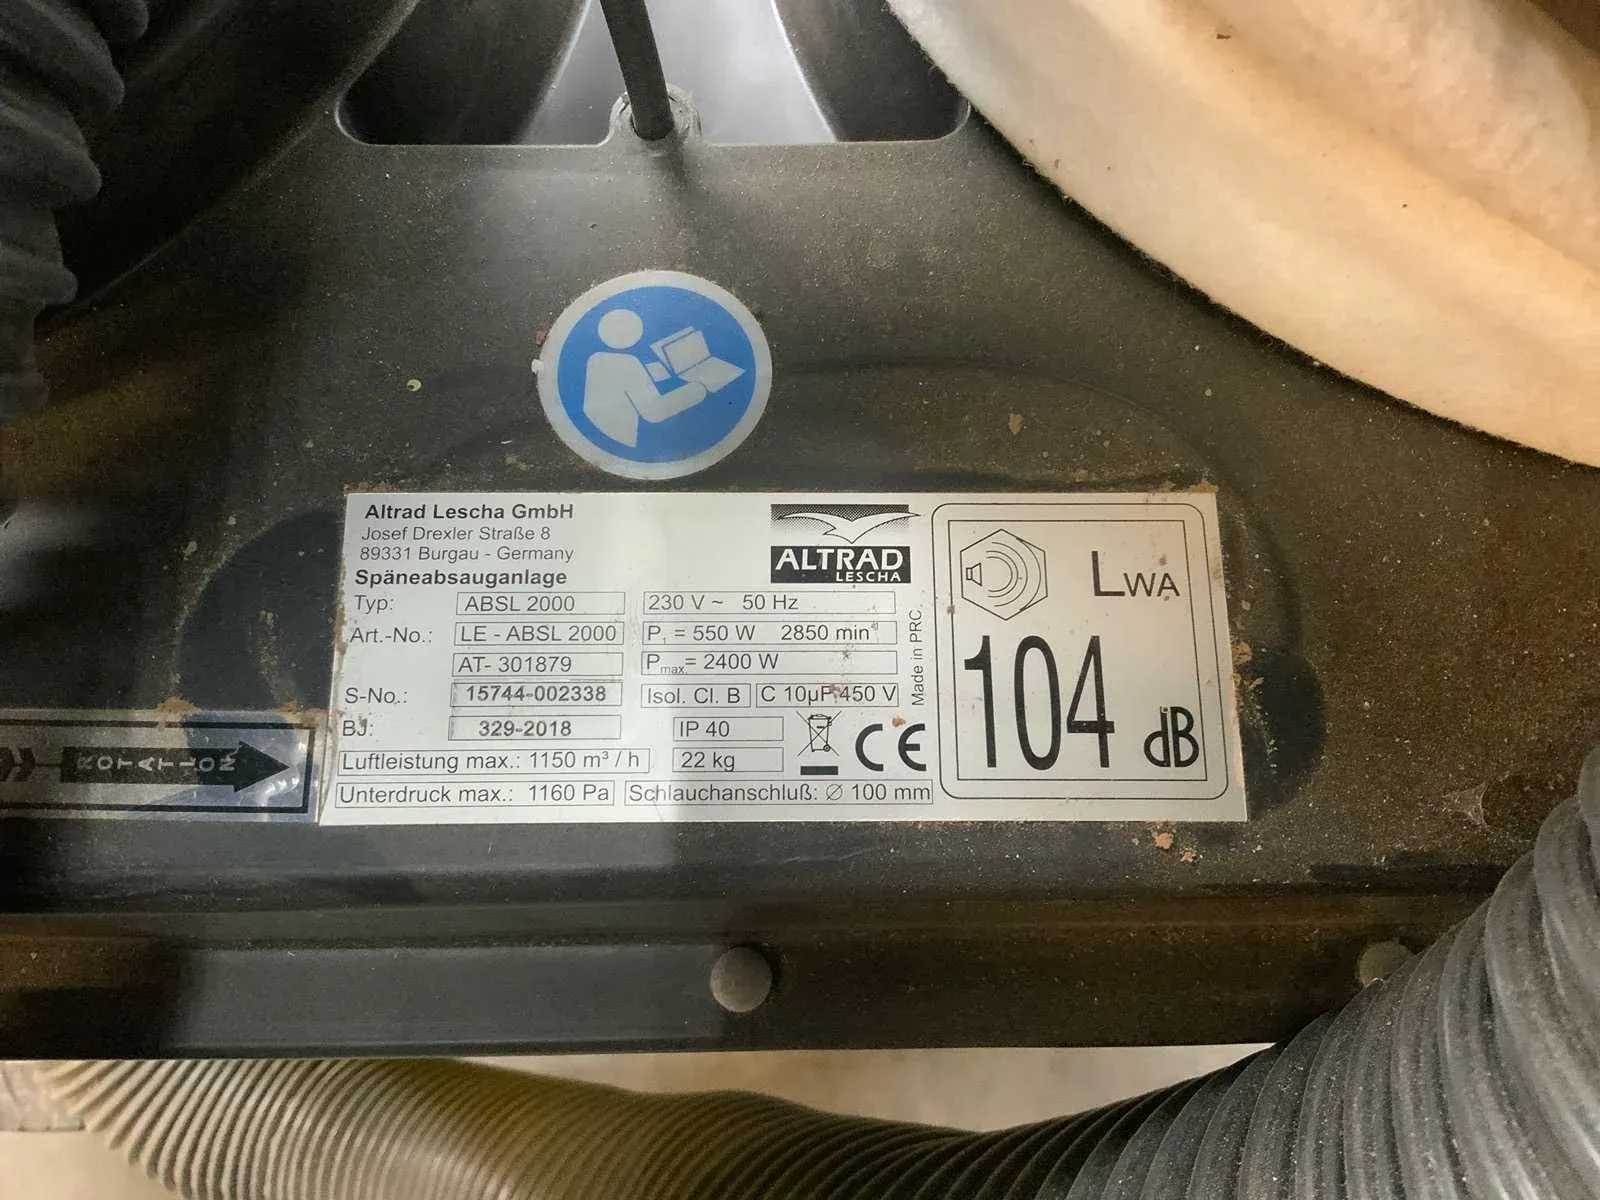 Altrad Lescha GmbH
Josef Drexler Straße 8
89331 Burgau - Germany
Späneabsauganlage
ALTRAD
LESCHA
Typ: ABSL 2000 230 V ~ 50 Hz
Art.-No.: LE - ABSL 2000 P₁ = 550 W 2850 min⁻¹
AT- 301879 Pmax= 2400 W
S-No.: 15744-002338 Isol. Cl. B C 10µF 450 V
BJ: 329-2018 IP 40
Luftleistung max.: 1150 m³ / h 22 kg
Unterdruck max.: 1160 Pa Schlauchanschluß: Ø 100 mm
Made in PRC
CE
LWA
104 dB
ROTATION